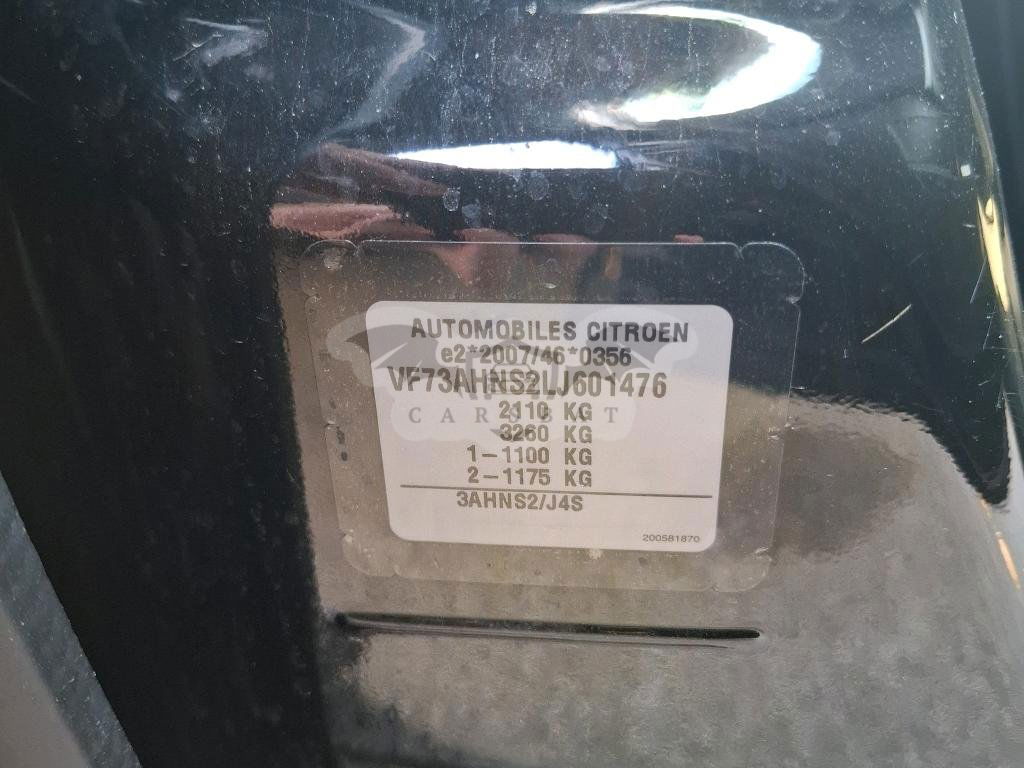 AUTOMOBILES CITROEN
e2*2007/46*0356
VF73AHNS2LJ601476
2110 KG
3260 KG
1-1100 KG
2-1175 KG
3AHNS2/J4S
200581870